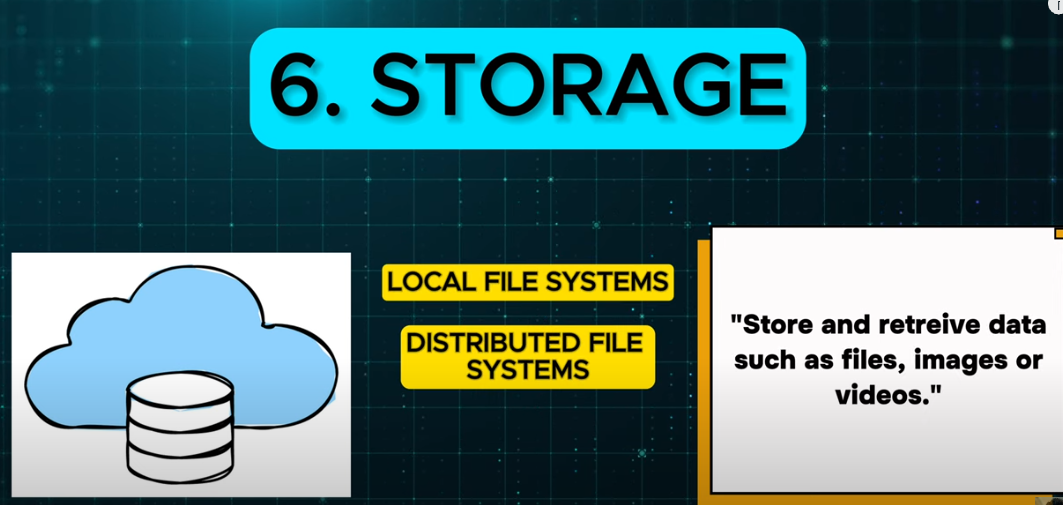 6. STORAGE
LOCAL FILE SYSTEMS
DISTRIBUTED FILE
SYSTEMS
"Store and retreive data
such as files, images or
videos."